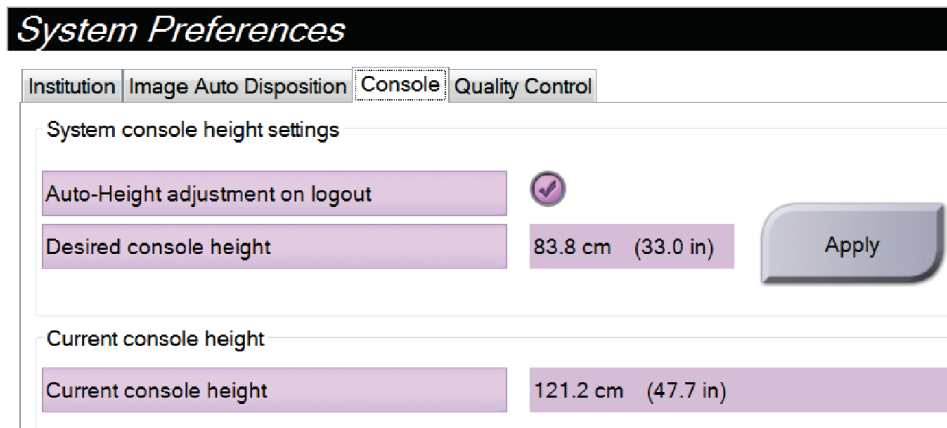 System Preferences
Institution Image Auto Disposition Console Quality Control
System console height settings
Auto-Height adjustment on logout
Desired console height 83.8 cm (33.0 in) Apply
Current console height
Current console height 121.2 cm (47.7 in)